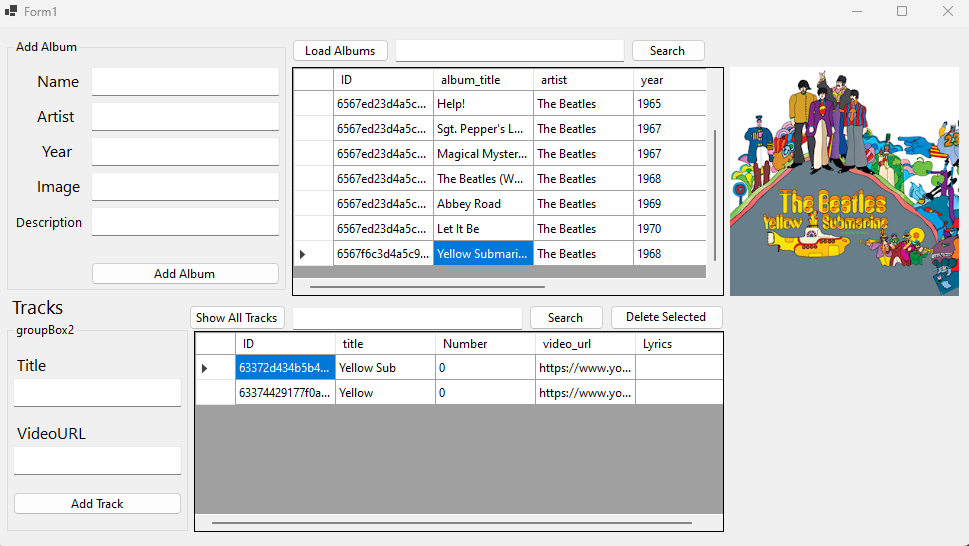 Form1
Add Album
Name
Artist
Year
Image
Description
Add Album
Load Albums
Search
ID album_title artist year
6567ed23d4a5c... Help! The Beatles 1965
6567ed23d4a5c... Sgt. Pepper's L... The Beatles 1967
6567ed23d4a5c... Magical Myster... The Beatles 1967
6567ed23d4a5c... The Beatles (W... The Beatles 1968
6567ed23d4a5c... Abbey Road The Beatles 1969
6567ed23d4a5c... Let It Be The Beatles 1970
6567f6c3d4a5c9... Yellow Submari... The Beatles 1968
The Beatles
Yellow Submarine
Tracks
groupBox2
Title
VideoURL
Add Track
Show All Tracks
Search
Delete Selected
ID title Number video_url Lyrics
63372d434b5b4... Yellow Sub 0 https://www.yo...
63374429177f0a... Yellow 0 https://www.yo...